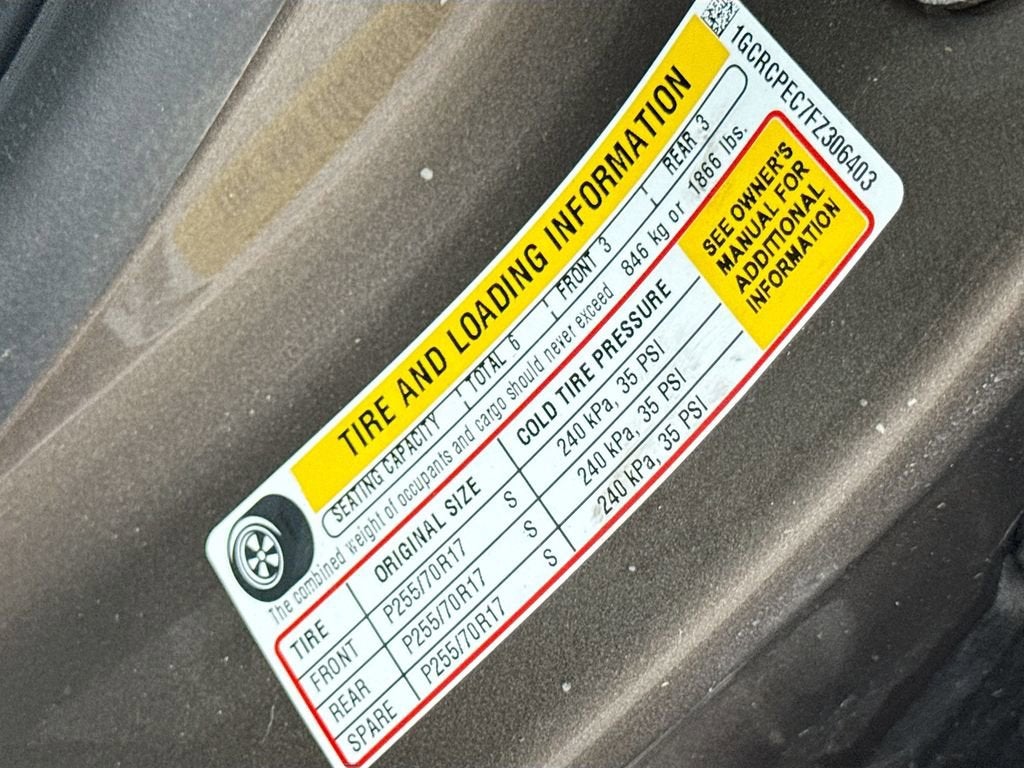 1GCRCPEC7FZ306403
TIRE AND LOADING INFORMATION
SEATING CAPACITY TOTAL 6 FRONT 3 REAR 3
The combined weight of occupants and cargo should never exceed 846 kg or 1866 lbs.
TIRE ORIGINAL SIZE COLD TIRE PRESSURE
FRONT P255/70R17 S 240 kPa, 35 PSI
REAR P255/70R17 S 240 kPa, 35 PSI
SPARE P255/70R17 S 240 kPa, 35 PSI
SEE OWNER'S
MANUAL FOR
ADDITIONAL
INFORMATION